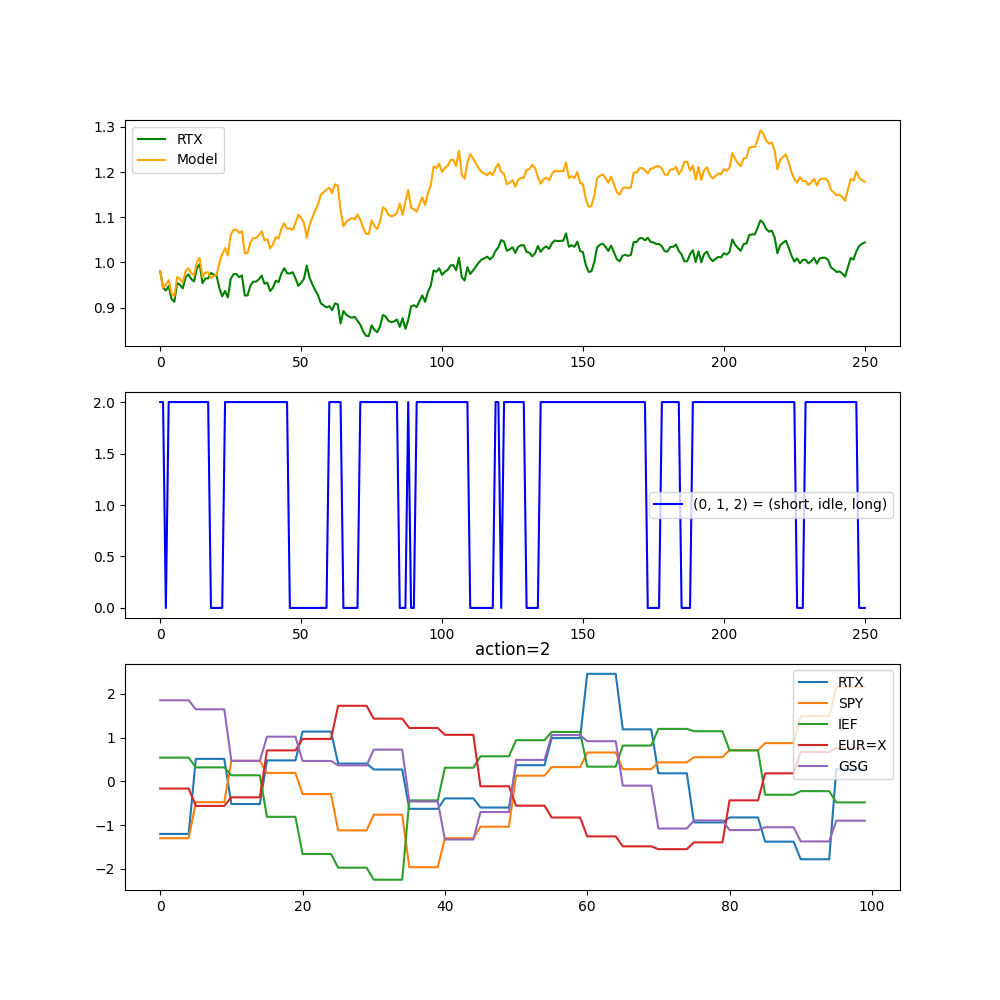 1.3
1.2
1.1
1.0
0.9
RTX
Model
0 50 100 150 200 250
2.0
1.5
1.0
0.5
0.0
(0, 1, 2) = (short, idle, long)
0 50 100 150 200 250
action=2
2
1
0
−1
−2
RTX
SPY
IEF
EUR=X
GSG
0 20 40 60 80 100